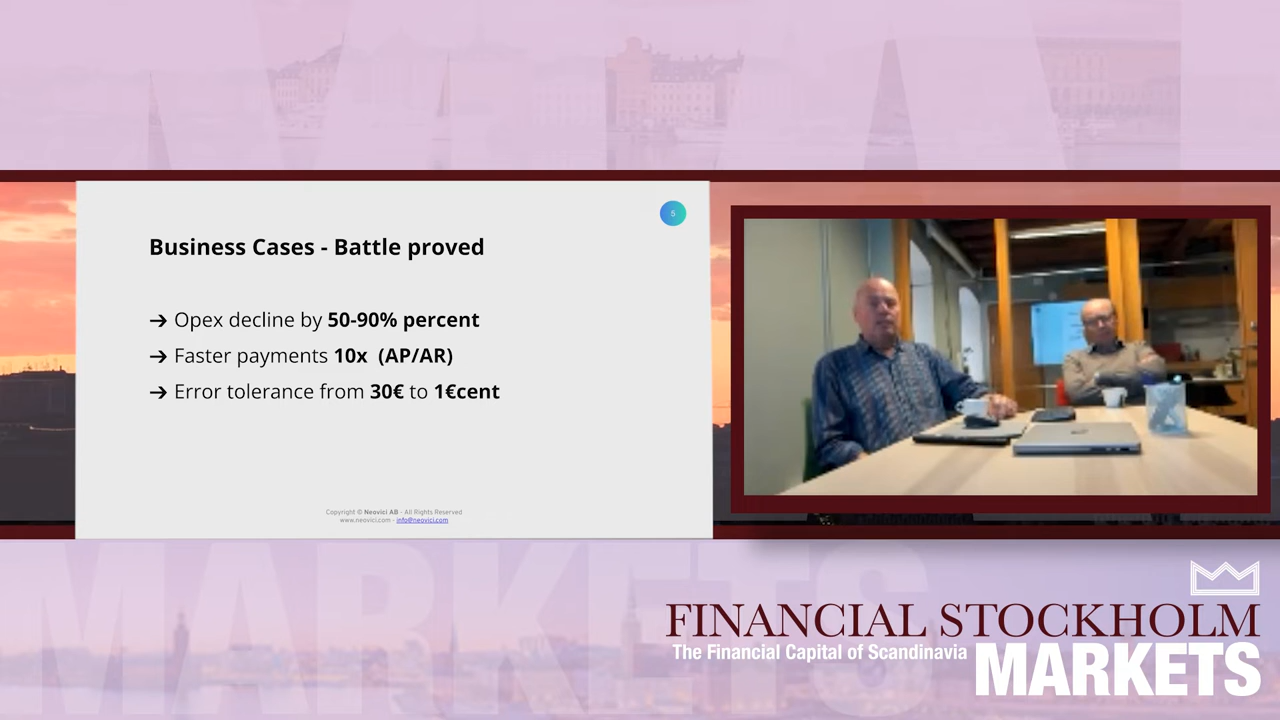 5
Business Cases - Battle proved
→ Opex decline by 50-90% percent
→ Faster payments 10x (AP/AR)
→ Error tolerance from 30€ to 1€cent
Copyright © Neovici AB - All Rights Reserved
www.neovici.com - info@neovici.com
MARKETS
FINANCIAL STOCKHOLM
The Financial Capital of Scandinavia
MARKETS